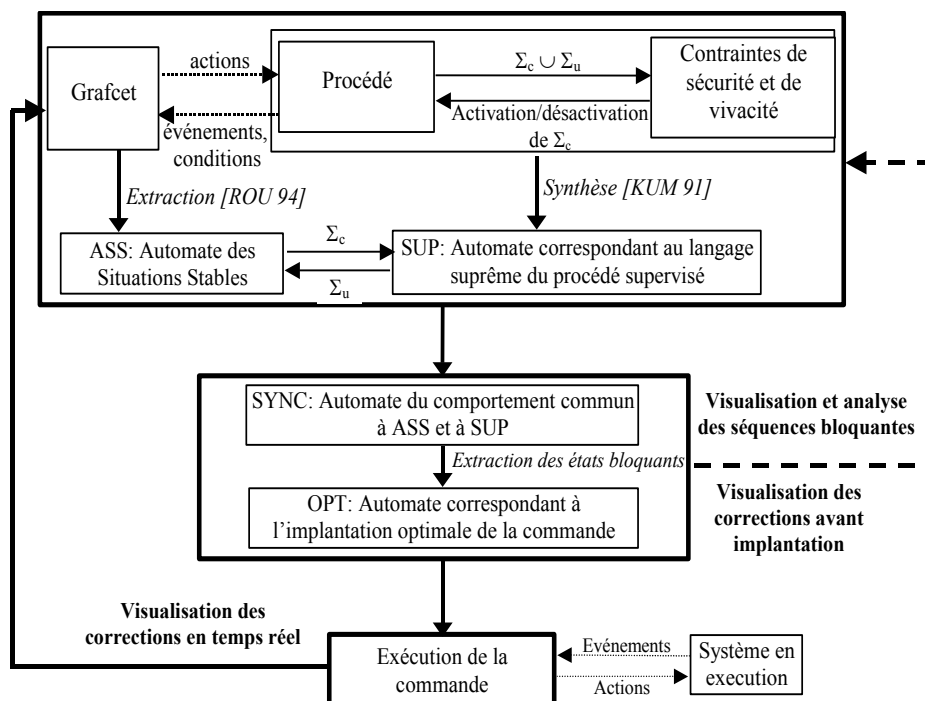 Grafcet
actions
événements,
conditions
Procédé
Σc ∪ Σu
Activation/désactivation
de Σc
Contraintes de
sécurité et de
vivacité
Extraction [ROU 94]
Synthèse [KUM 91]
ASS: Automate des
Situations Stables
Σc
Σu
SUP: Automate correspondant au langage
suprême du procédé supervisé
SYNC: Automate du comportement commun
à ASS et à SUP
Extraction des états bloquants
OPT: Automate correspondant à
l’implantation optimale de la commande
Visualisation et analyse
des séquences bloquantes
Visualisation des
corrections avant
implantation
Visualisation des
corrections en temps réel
Exécution de la
commande
Evénements
Actions
Système en
execution